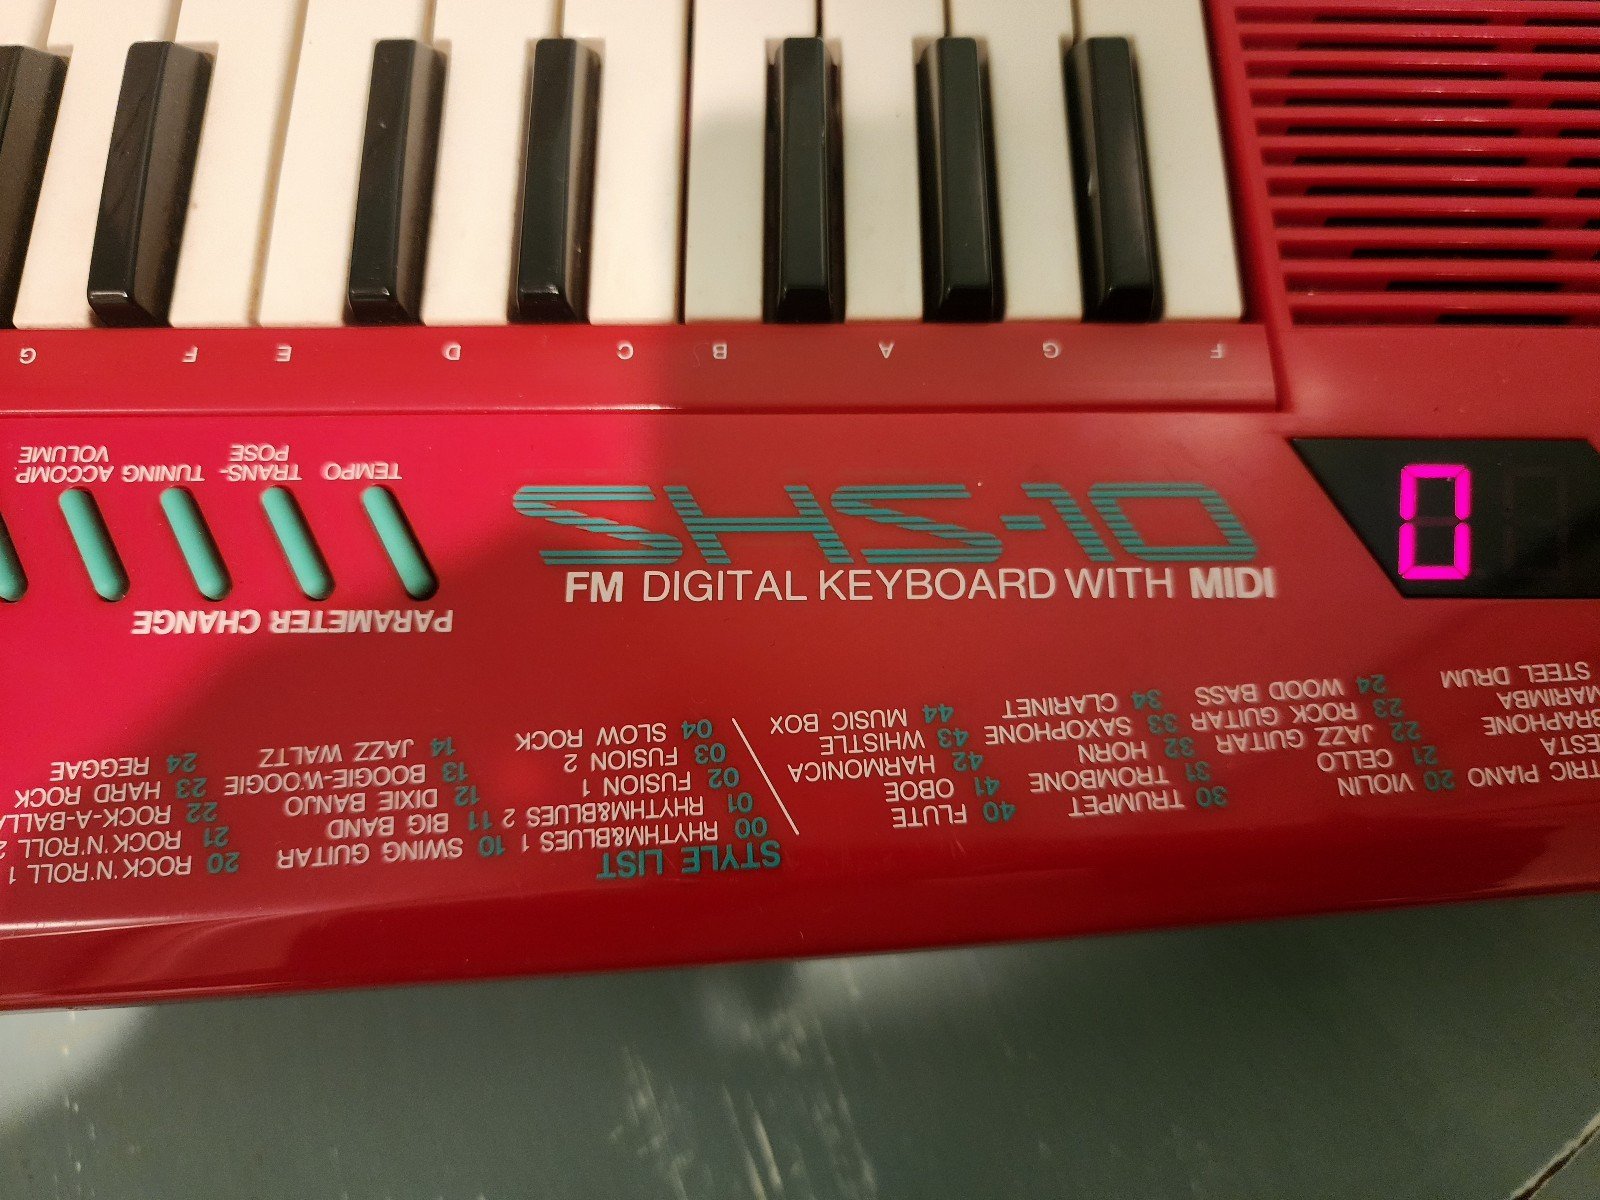 F G A B C D E F G
SHS-10
FM DIGITAL KEYBOARD WITH MIDI
0
PARAMETER CHANGE
TEMPO
TRANS-
POSE
TUNING
ACCOMP.
VOLUME
TRIC PIANO
ESTA
BRAPHONE
MARIMBA
STEEL DRUM
20 VIOLIN
21 CELLO
22 JAZZ GUITAR
23 ROCK GUITAR
24 WOOD BASS
30 TRUMPET
31 TROMBONE
32 HORN
33 SAXOPHONE
34 CLARINET
40 FLUTE
41 OBOE
42 HARMONICA
43 WHISTLE
44 MUSIC BOX
STYLE LIST
00 RHYTHM&BLUES 1
01 RHYTHM&BLUES 2
02 FUSION 1
03 FUSION 2
04 SLOW ROCK
10 SWING GUITAR
11 BIG BAND
12 DIXIE BANJO
13 BOOGIE-WOOGIE
14 JAZZ WALTZ
20 ROCK'N'ROLL 1
21 ROCK'N'ROLL 2
22 ROCK-A-BALLA
23 HARD ROCK
24 REGGAE